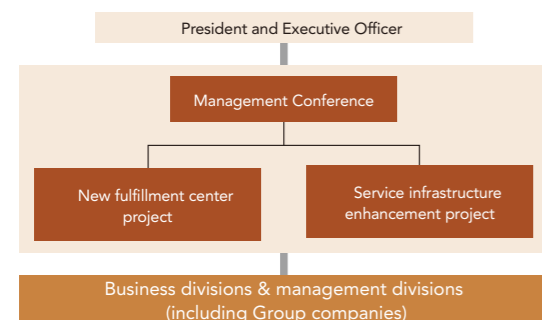 President and Executive Officer
Management Conference
New fulfillment center
project
Service infrastructure
enhancement project
Business divisions & management divisions
(including Group companies)